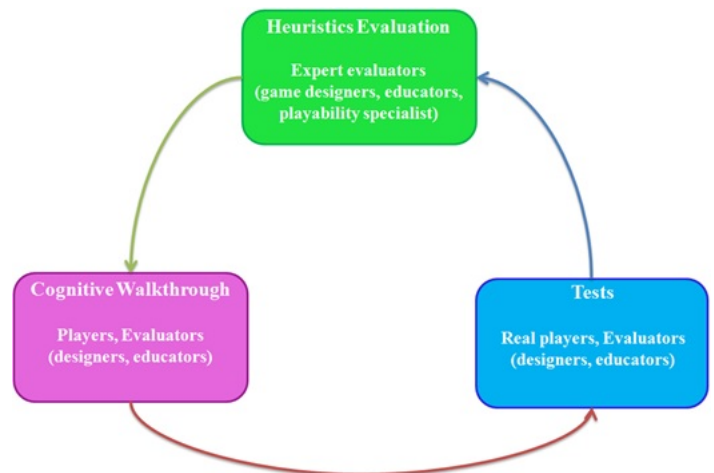 Heuristics Evaluation
Expert evaluators
(game designers, educators,
playability specialist)
Cognitive Walkthrough
Players, Evaluators
(designers, educators)
Tests
Real players, Evaluators
(designers, educators)